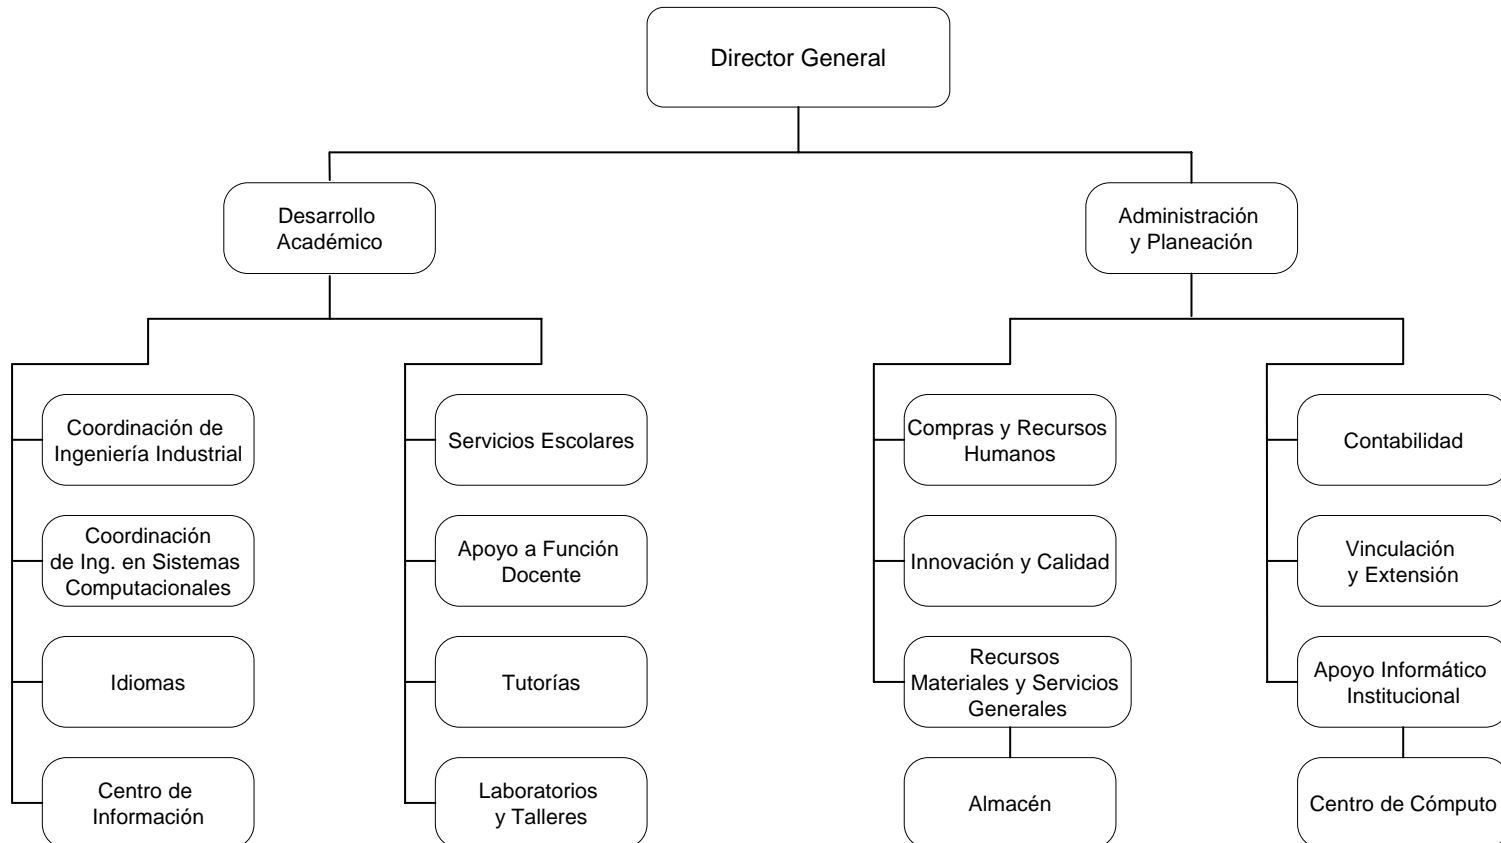 Director General
Desarrollo
Académico
Administración
y Planeación
Coordinación de
Ingeniería Industrial
Servicios Escolares
Compras y Recursos
Humanos
Contabilidad
Coordinación
de Ing. en Sistemas
Computacionales
Apoyo a Función
Docente
Innovación y Calidad
Vinculación
y Extensión
Idiomas
Tutorías
Recursos
Materiales y Servicios
Generales
Apoyo Informático
Institucional
Centro de
Información
Laboratorios
y Talleres
Almacén
Centro de Cómputo